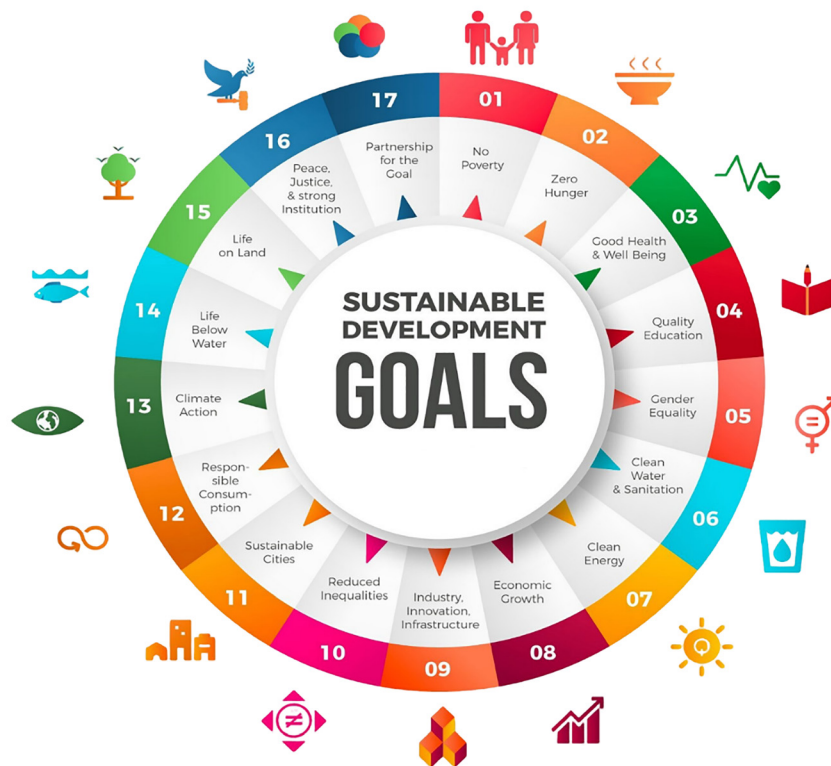 SUSTAINABLE
DEVELOPMENT
GOALS
01
No
Poverty
02
Zero
Hunger
03
Good Health
& Well Being
04
Quality
Education
05
Gender
Equality
06
Clean
Water
& Sanitation
07
Clean
Energy
08
Economic
Growth
09
Industry,
Innovation,
Infrastructure
10
Reduced
Inequalities
11
Sustainable
Cities
12
Respon-
sible
Consum-
ption
13
Climate
Action
14
Life
Below
Water
15
Life
on Land
16
Peace,
Justice,
& strong
Institution
17
Partnership
for the
Goal